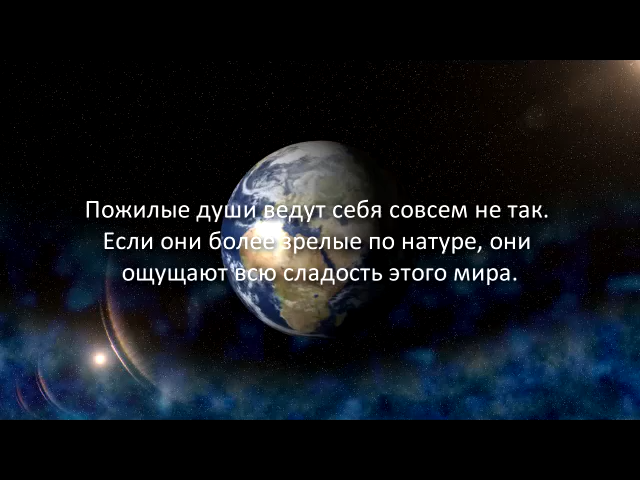 Пожилые души ведут себя совсем не так.
Если они более зрелые по натуре, они
ощущают всю сладость этого мира.